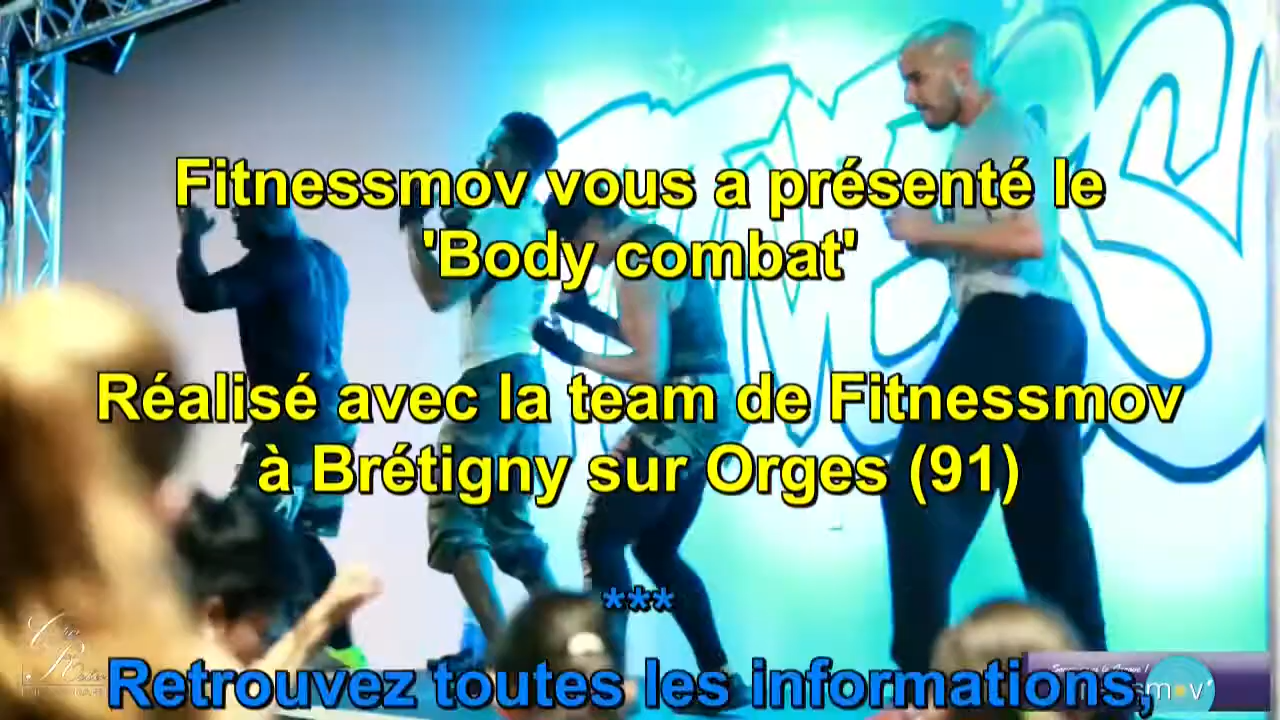 Fitnessmov vous a présenté le
'Body combat'
Réalisé avec la team de Fitnessmov
à Brétigny sur Orges (91)
***
Retrouvez toutes les informations,